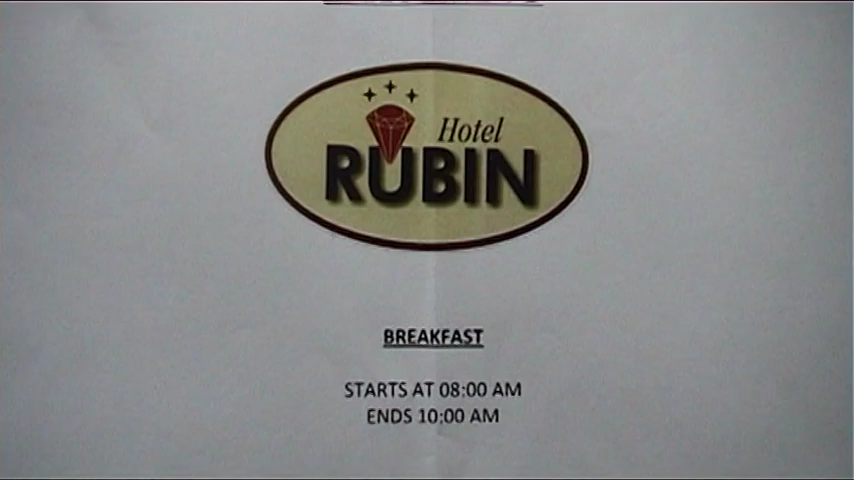 Hotel
RUBIN
BREAKFAST
STARTS AT 08:00 AM
ENDS 10:00 AM